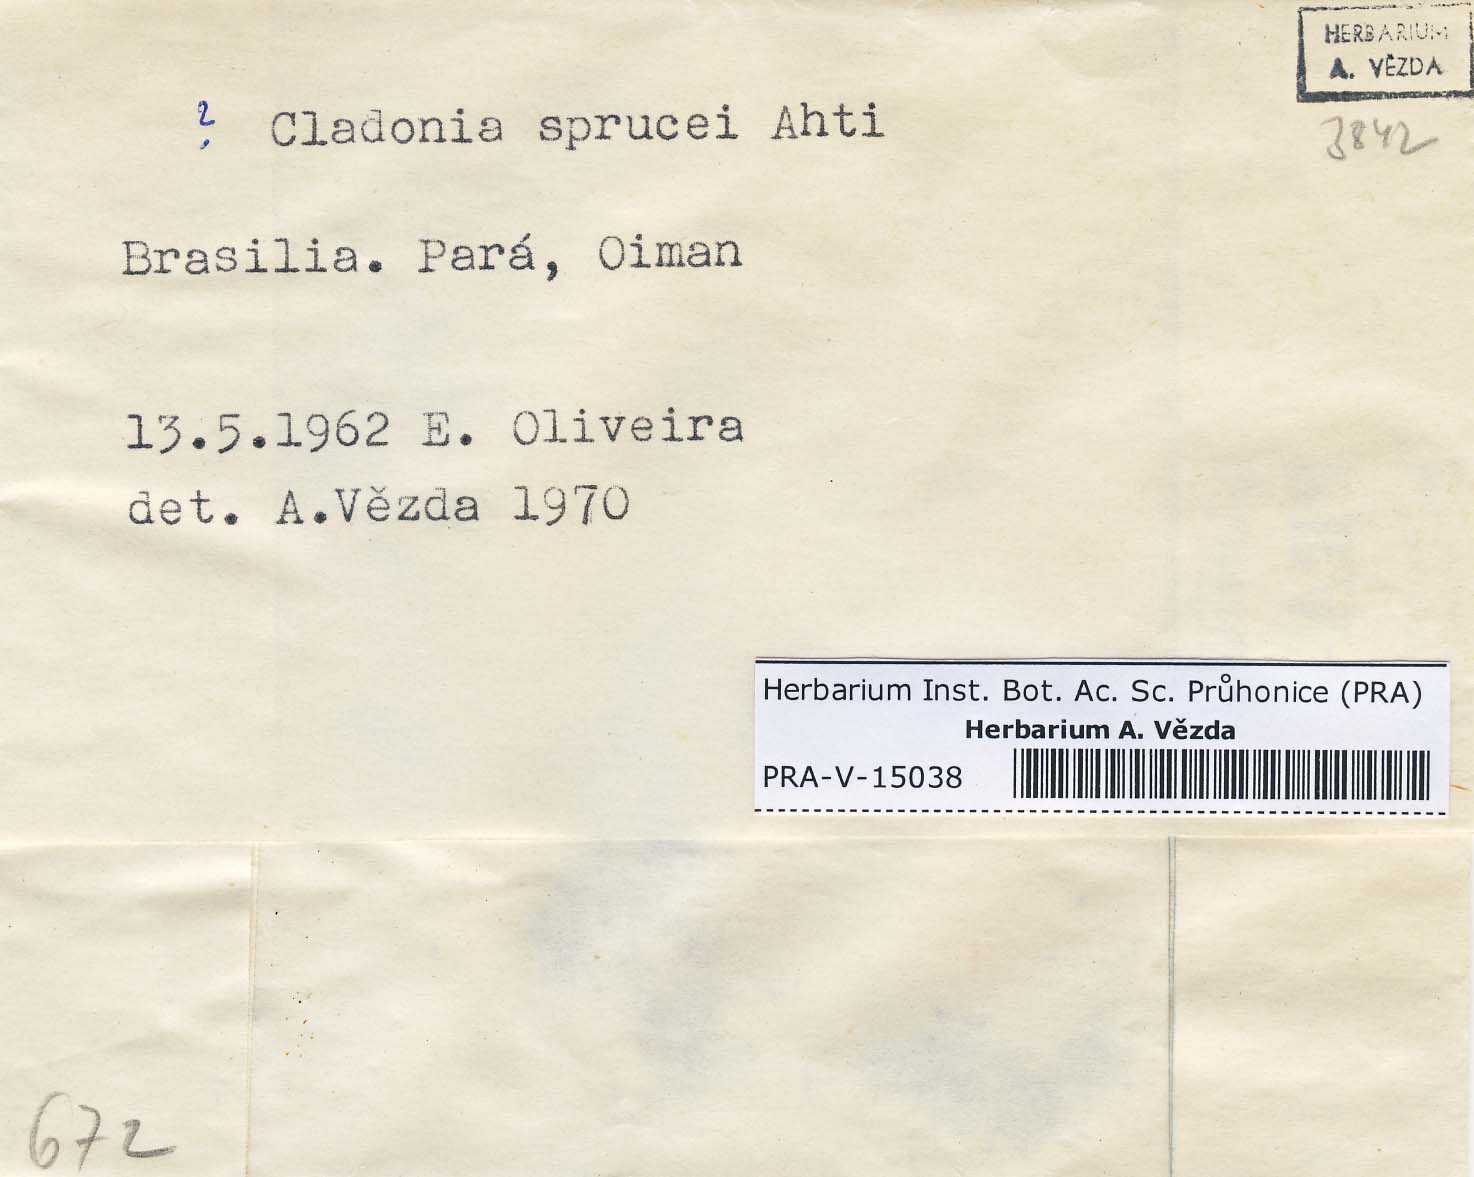 HERBARIUM
A. VĚZDA
3842
? Cladonia sprucei Ahti
Brasilia. Pará, Oiman
13.5.1962 E. Oliveira
det. A.Vězda 1970
Herbarium Inst. Bot. Ac. Sc. Průhonice (PRA)
Herbarium A. Vězda
PRA-V-15038
672